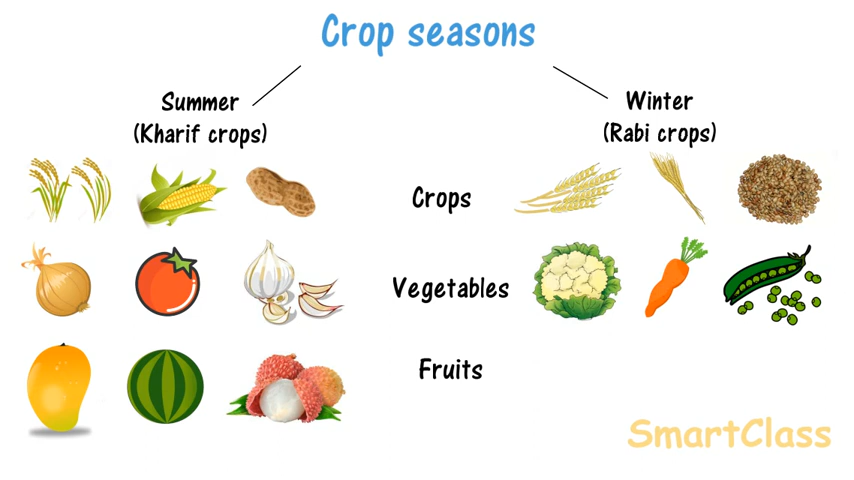 Crop seasons
Summer
(Kharif crops)
Winter
(Rabi crops)
Crops
Vegetables
Fruits
SmartClass